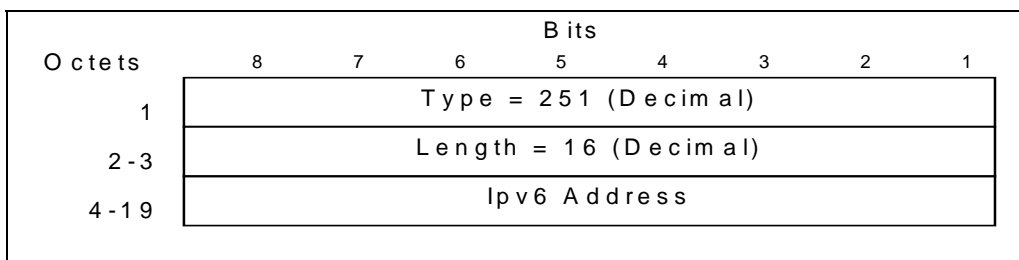 Bits
Octets 8 7 6 5 4 3 2 1
1 Type = 251 (Decimal)
2-3 Length = 16 (Decimal)
4-19 Ipv6 Address